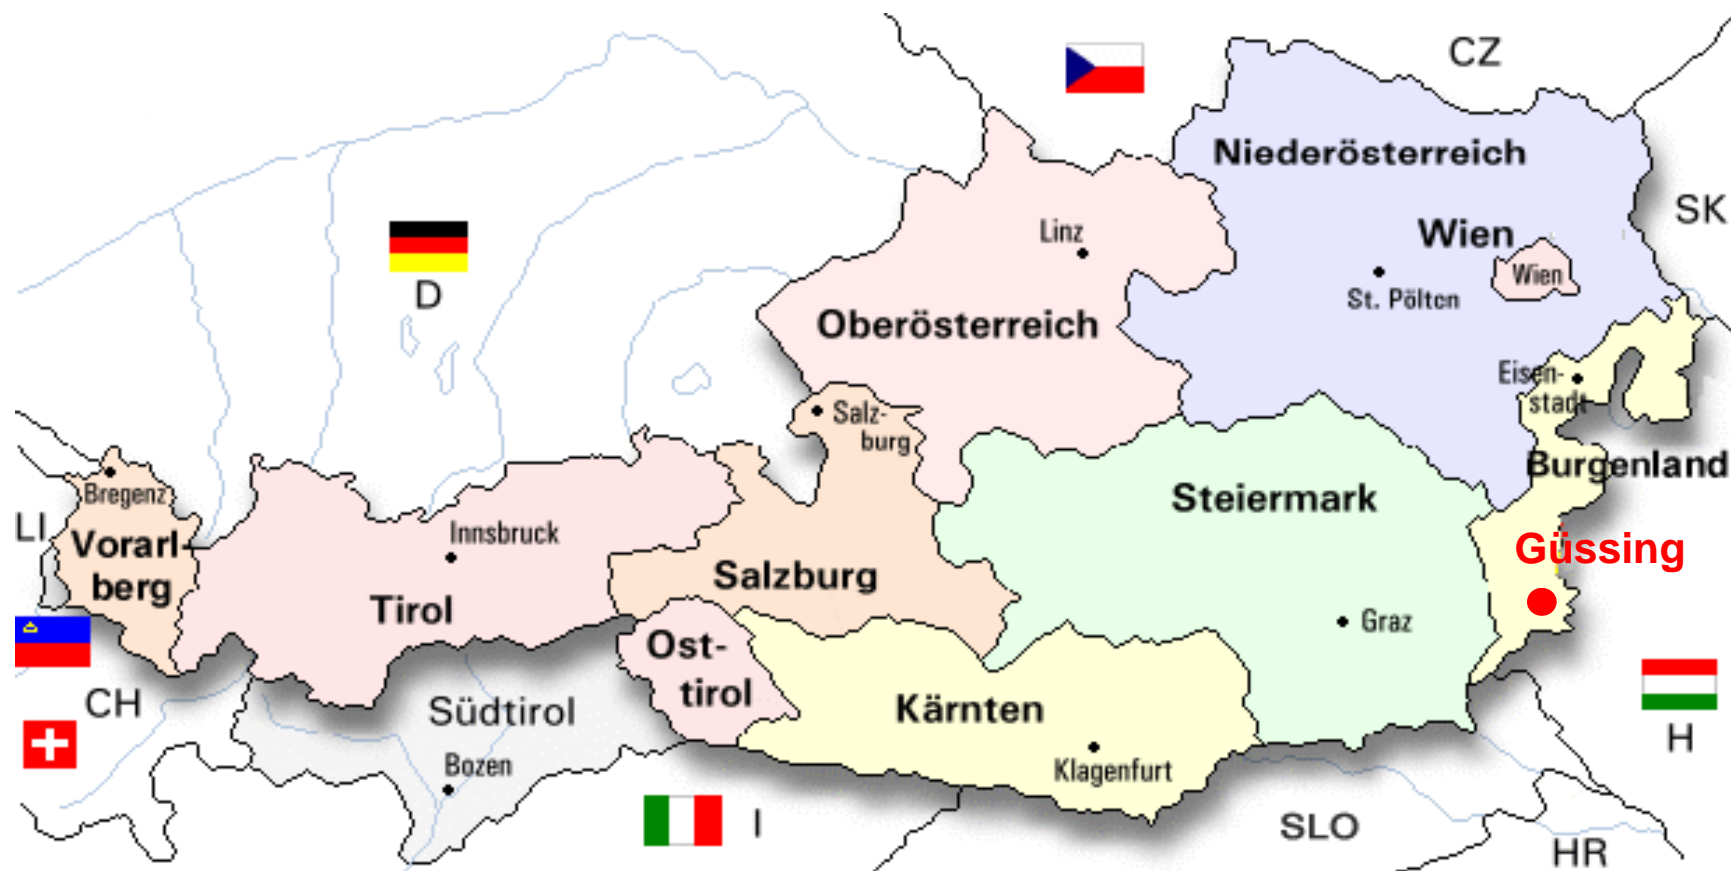 CZ
Niederösterreich
SK
Linz
Wien
Wien
D
St. Pölten
Oberösterreich
Eisen-
stadt
Salz-
burg
Burgenland
Bregenz
Steiermark
LI
Innsbruck
Vorarl-
berg
Güssing
Salzburg
Tirol
Graz
Ost-
tirol
CH
Südtirol
Kärnten
H
Bozen
Klagenfurt
I
SLO
HR